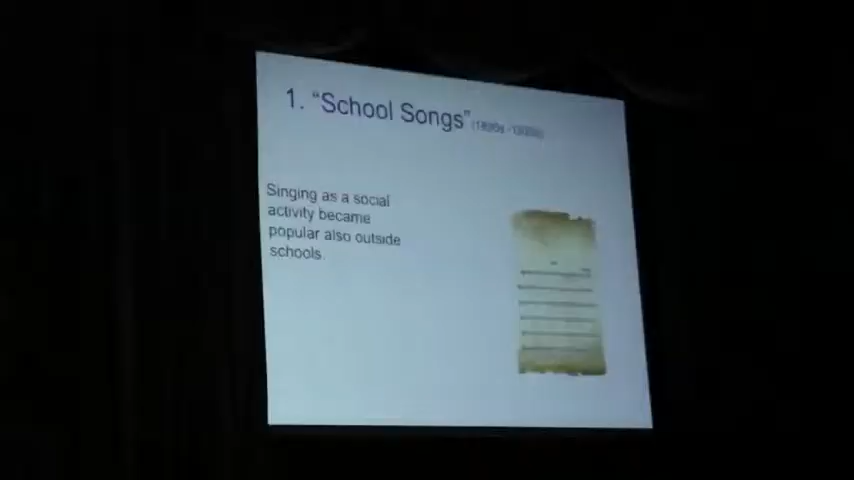 1. "School Songs"
Singing as a social
activity became
popular also outside
schools.